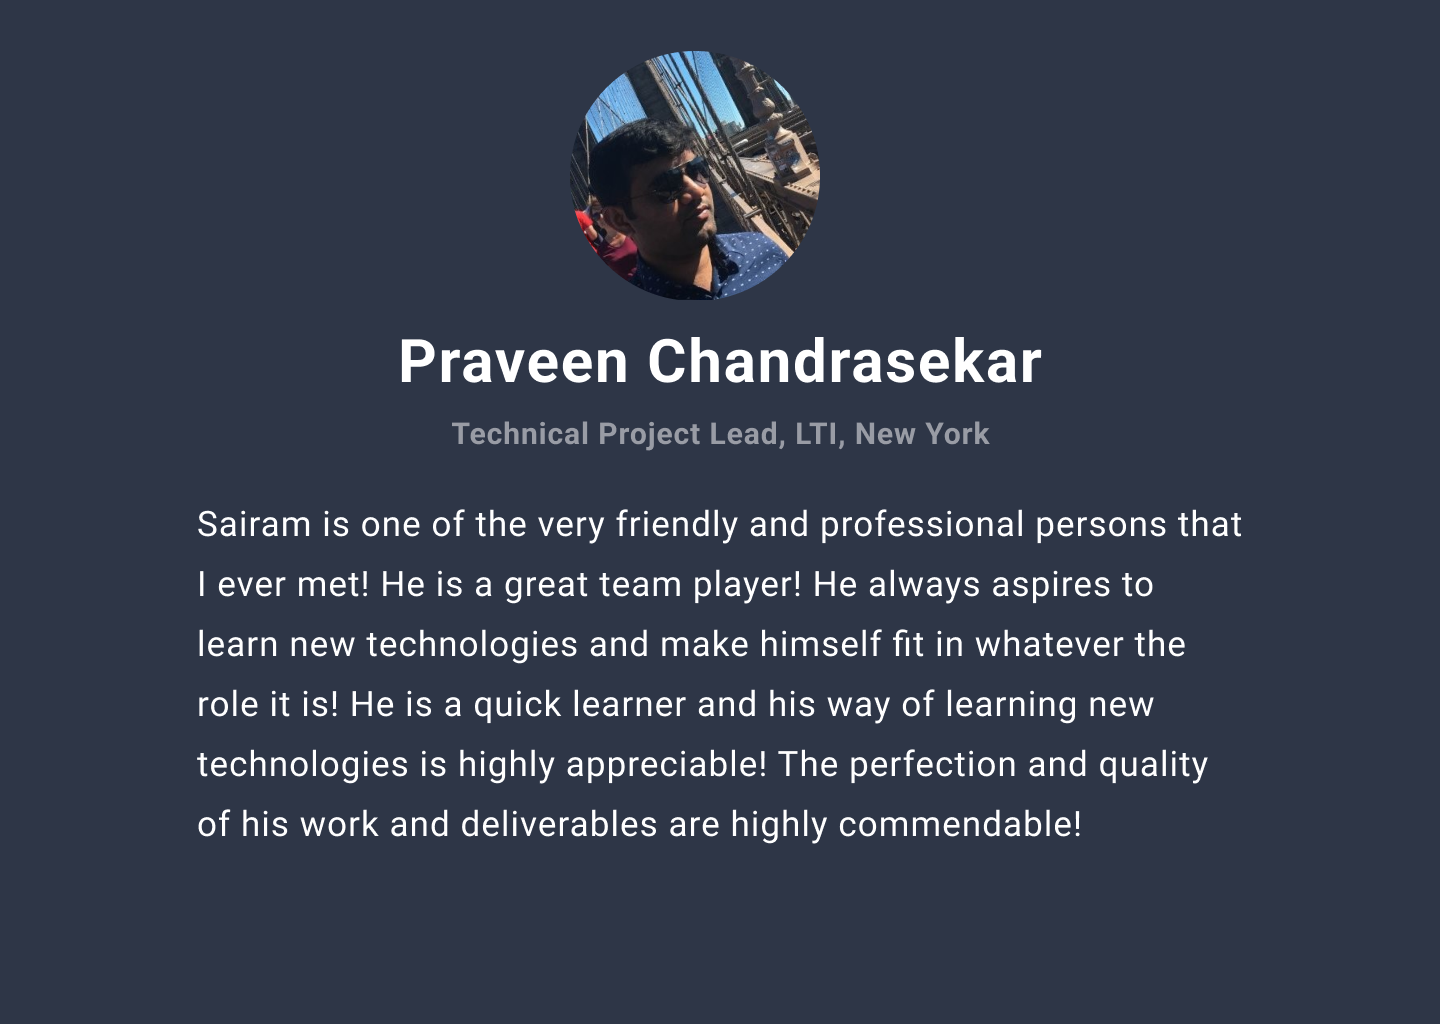 Praveen Chandrasekar
Technical Project Lead, LTI, New York
Sairam is one of the very friendly and professional persons that
I ever met! He is a great team player! He always aspires to
learn new technologies and make himself fit in whatever the
role it is! He is a quick learner and his way of learning new
technologies is highly appreciable! The perfection and quality
of his work and deliverables are highly commendable!